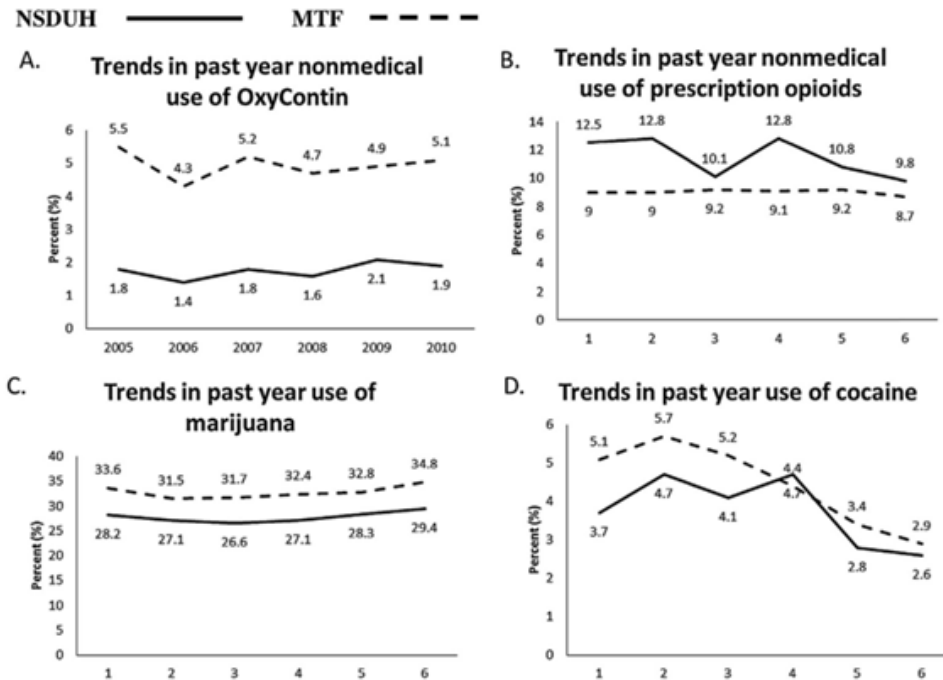 NSDUH MTF
A. Trends in past year nonmedical
use of OxyContin
6
5
4
3
2
1
0
Percent (%)
5.5 4.3 5.2 4.7 4.9 5.1
1.8 1.4 1.8 1.6 2.1 1.9
2005 2006 2007 2008 2009 2010
B. Trends in past year nonmedical
use of prescription opioids
14
12
10
8
6
4
2
0
Percent (%)
12.5 12.8 10.1 12.8 10.8 9.8
9 9 9.2 9.1 9.2 8.7
1 2 3 4 5 6
C. Trends in past year use of
marijuana
40
35
30
25
20
15
10
5
0
Percent (%)
33.6 31.5 31.7 32.4 32.8 34.8
28.2 27.1 26.6 27.1 28.3 29.4
1 2 3 4 5 6
D. Trends in past year use of cocaine
6
5
4
3
2
1
0
Percent (%)
5.1 5.7 5.2 4.4 3.4 2.9
3.7 4.7 4.1 4.7 2.8 2.6
1 2 3 4 5 6